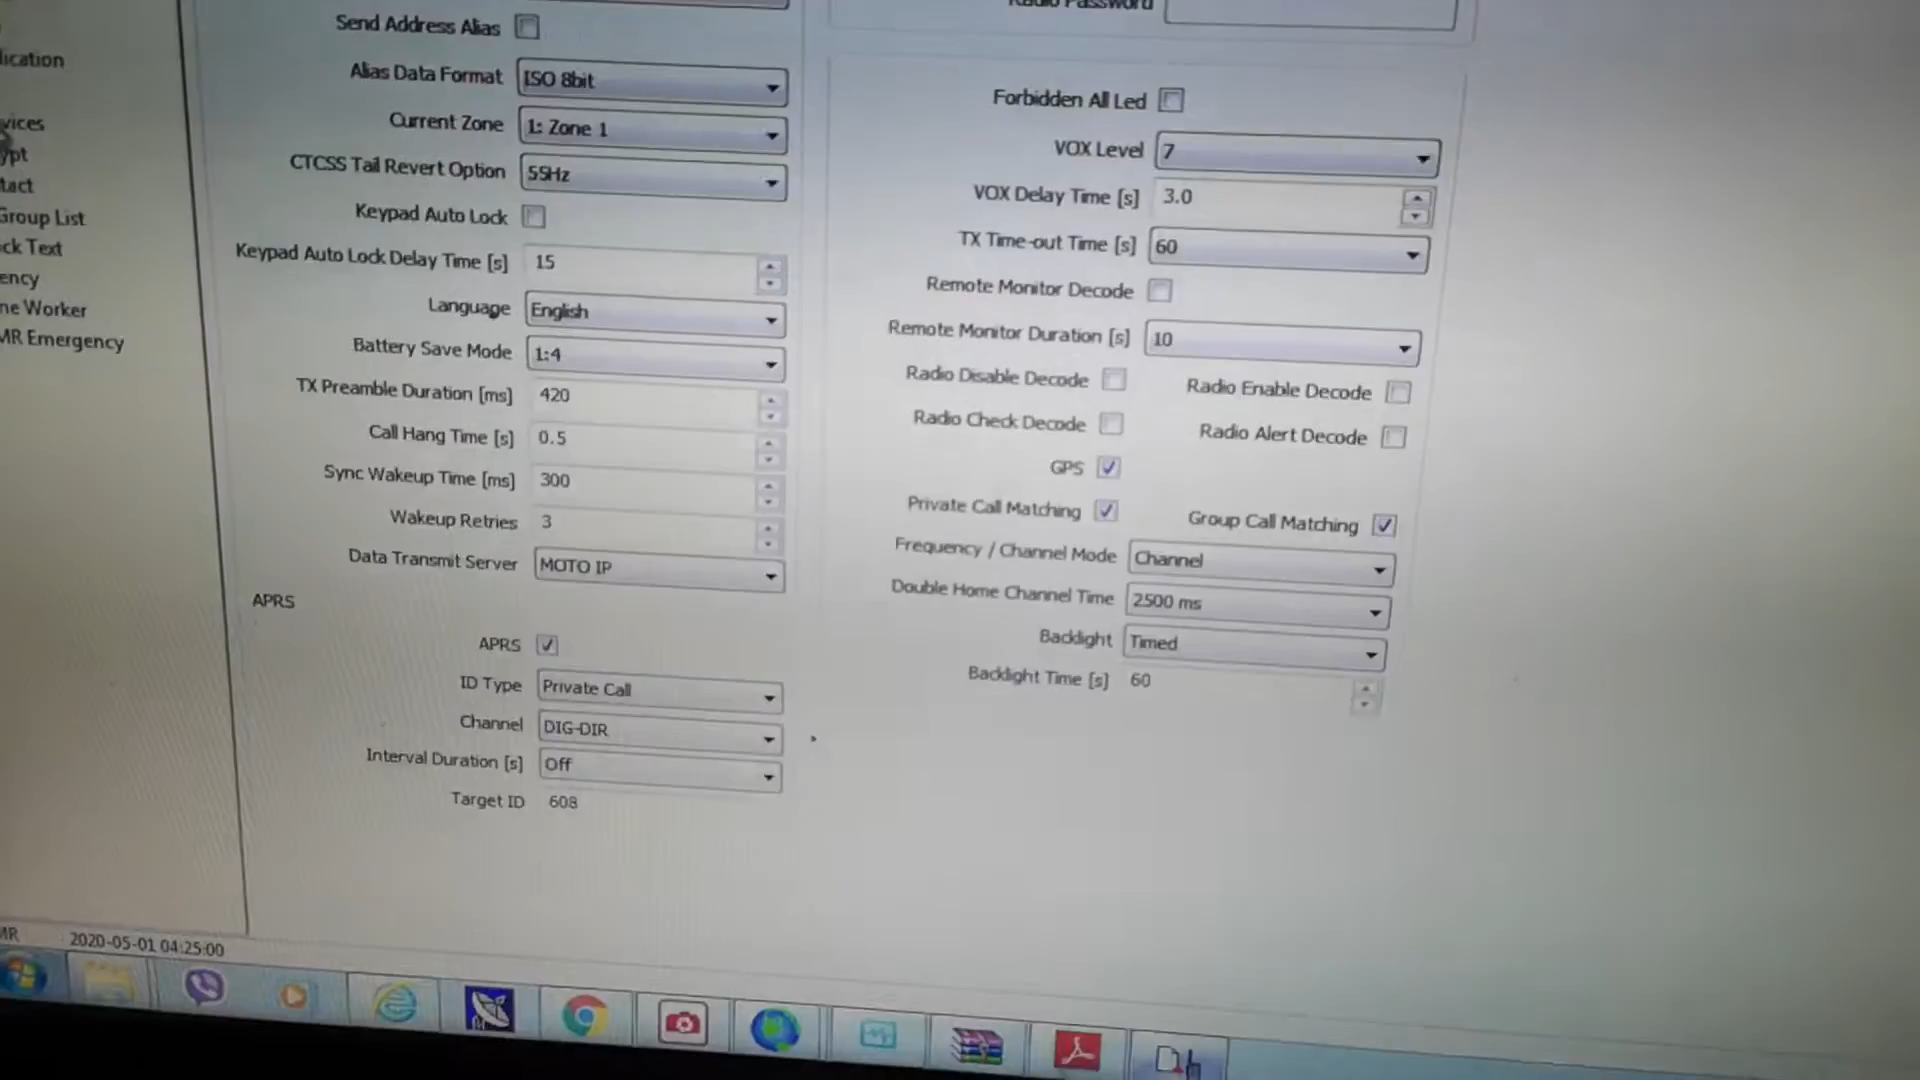 lication
vices
ypt
tact
Group List
ck Text
ency
ne Worker
MR Emergency
Send Address Alias
Alias Data Format ISO 8bit
Current Zone 1: Zone 1
CTCSS Tail Revert Option 55Hz
Keypad Auto Lock
Keypad Auto Lock Delay Time [s] 15
Language English
Battery Save Mode 1:4
TX Preamble Duration [ms] 420
Call Hang Time [s] 0.5
Sync Wakeup Time [ms] 300
Wakeup Retries 3
Data Transmit Server MOTO IP
APRS
APRS
ID Type Private Call
Channel DIG-DIR
Interval Duration [s] Off
Target ID 608
Radio Password
Forbidden All Led
VOX Level 7
VOX Delay Time [s] 3.0
TX Time-out Time [s] 60
Remote Monitor Decode
Remote Monitor Duration [s] 10
Radio Disable Decode Radio Enable Decode
Radio Check Decode Radio Alert Decode
GPS
Private Call Matching Group Call Matching
Frequency / Channel Mode Channel
Double Home Channel Time 2500 ms
Backlight Timed
Backlight Time [s] 60
MR 2020-05-01 04:25:00